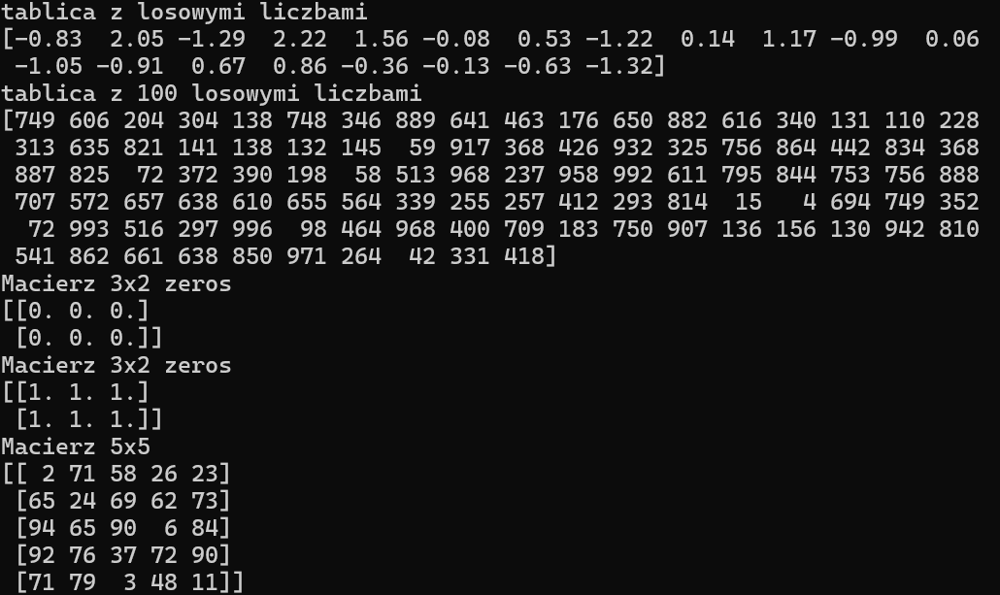 tablica z losowymi liczbami
[-0.83  2.05 -1.29  2.22  1.56 -0.08  0.53 -1.22  0.14  1.17 -0.99  0.06
 -1.05 -0.91  0.67  0.86 -0.36 -0.13 -0.63 -1.32]
tablica z 100 losowymi liczbami
[749 606 204 304 138 748 346 889 641 463 176 650 882 616 340 131 110 228
 313 635 821 141 138 132 145  59 917 368 426 932 325 756 864 442 834 368
 887 825  72 372 390 198  58 513 968 237 958 992 611 795 844 753 756 888
 707 572 657 638 610 655 564 339 255 257 412 293 814  15   4 694 749 352
  72 993 516 297 996  98 464 968 400 709 183 750 907 136 156 130 942 810
 541 862 661 638 850 971 264  42 331 418]
Macierz 3x2 zeros
[[0. 0. 0.]
 [0. 0. 0.]]
Macierz 3x2 zeros
[[1. 1. 1.]
 [1. 1. 1.]]
Macierz 5x5
[[ 2 71 58 26 23]
 [65 24 69 62 73]
 [94 65 90  6 84]
 [92 76 37 72 90]
 [71 79  3 48 11]]